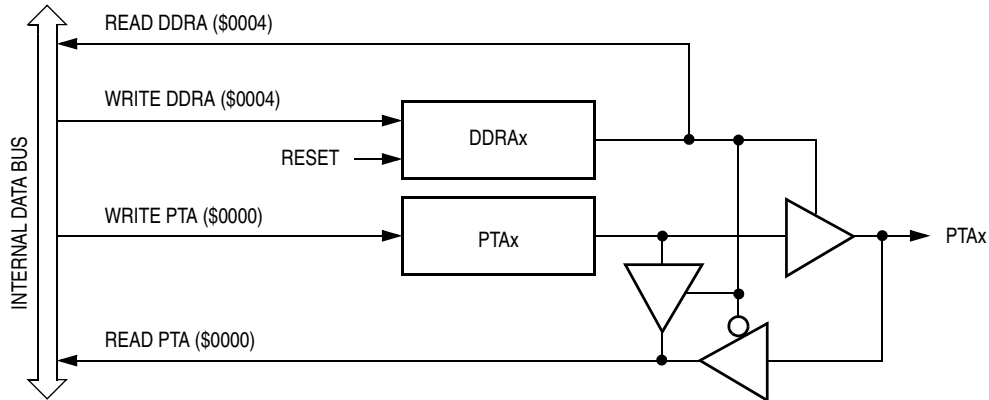 READ DDRA ($0004)
WRITE DDRA ($0004)
DDRAx
RESET
INTERNAL DATA BUS
WRITE PTA ($0000)
PTAx
PTAx
READ PTA ($0000)